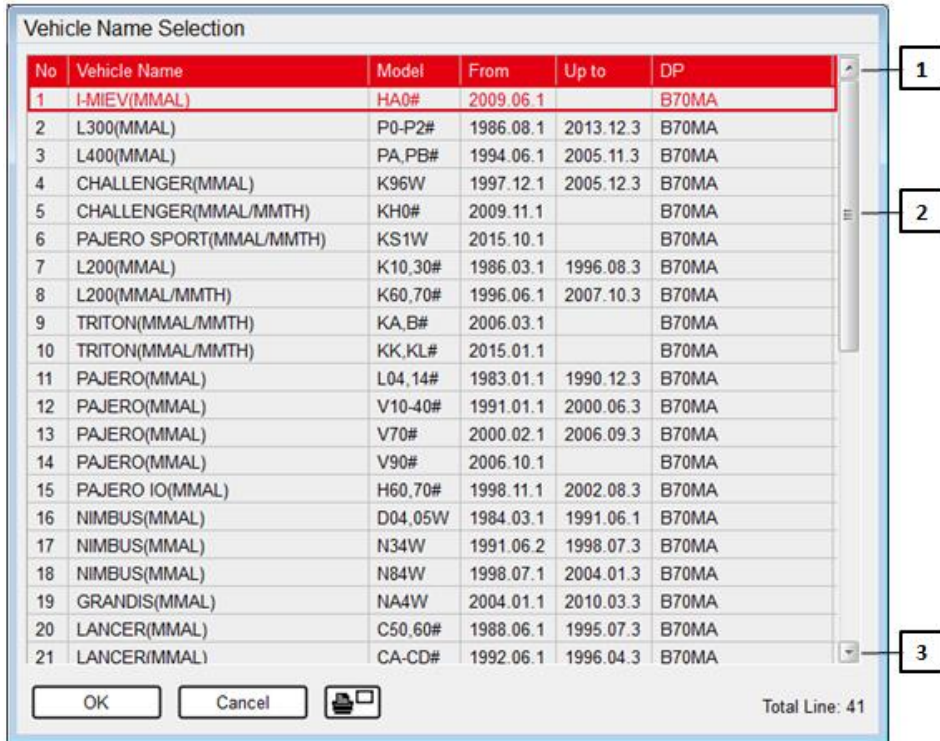 Vehicle Name Selection
No Vehicle Name Model From Up to DP
1 I-MIEV(MMAL) HA0# 2009.06.1 B70MA
2 L300(MMAL) P0-P2# 1986.08.1 2013.12.3 B70MA
3 L400(MMAL) PA,PB# 1994.06.1 2005.11.3 B70MA
4 CHALLENGER(MMAL) K96W 1997.12.1 2005.12.3 B70MA
5 CHALLENGER(MMAL/MMTH) KH0# 2009.11.1 B70MA
6 PAJERO SPORT(MMAL/MMTH) KS1W 2015.10.1 B70MA
7 L200(MMAL) K10,30# 1986.03.1 1996.08.3 B70MA
8 L200(MMAL/MMTH) K60,70# 1996.06.1 2007.10.3 B70MA
9 TRITON(MMAL/MMTH) KA,B# 2006.03.1 B70MA
10 TRITON(MMAL/MMTH) KK,KL# 2015.01.1 B70MA
11 PAJERO(MMAL) L04,14# 1983.01.1 1990.12.3 B70MA
12 PAJERO(MMAL) V10-40# 1991.01.1 2000.06.3 B70MA
13 PAJERO(MMAL) V70# 2000.02.1 2006.09.3 B70MA
14 PAJERO(MMAL) V90# 2006.10.1 B70MA
15 PAJERO IO(MMAL) H60,70# 1998.11.1 2002.08.3 B70MA
16 NIMBUS(MMAL) D04,05W 1984.03.1 1991.06.1 B70MA
17 NIMBUS(MMAL) N34W 1991.06.2 1998.07.3 B70MA
18 NIMBUS(MMAL) N84W 1998.07.1 2004.01.3 B70MA
19 GRANDIS(MMAL) NA4W 2004.01.1 2010.03.3 B70MA
20 LANCER(MMAL) C50,60# 1988.06.1 1995.07.3 B70MA
21 LANCER(MMAL) CA-CD# 1992.06.1 1996.04.3 B70MA
OK Cancel Total Line: 41
1
2
3